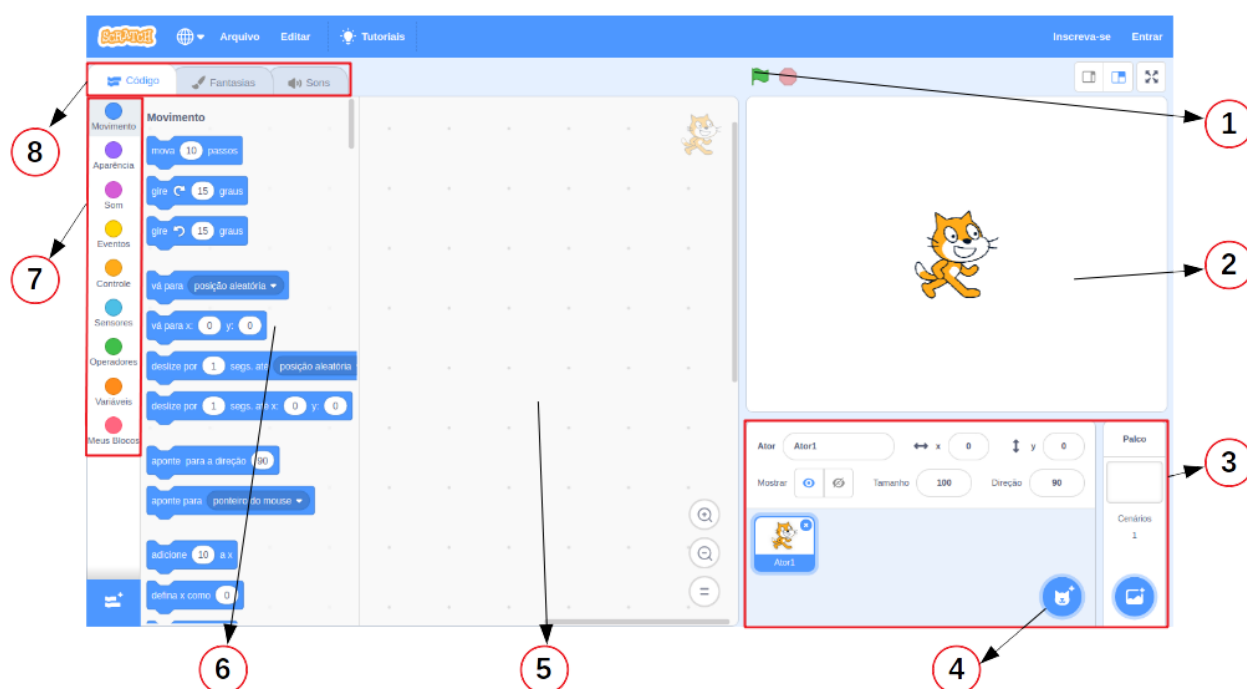 SCRATCH Arquivo Editar Tutoriais Inscreva-se Entrar
Código Fantasias Sons
1
8
Movimento
Aparência
Som
Eventos
Controle
Sensores
Operadores
Variáveis
Meus Blocos
7
Movimento
mova 10 passos
gire 15 graus
gire 15 graus
vá para posição aleatória
vá para x: 0 y: 0
deslize por 1 segs. até posição aleatória
deslize por 1 segs. até x: 0 y: 0
aponte para a direção 90
aponte para ponteiro do mouse
adicione 10 a x
defina x como 0
2
Ator Ator1 x 0 y 0
Mostrar Tamanho 100 Direção 90
Ator1
Palco
Cenários
1
3
6
5
4